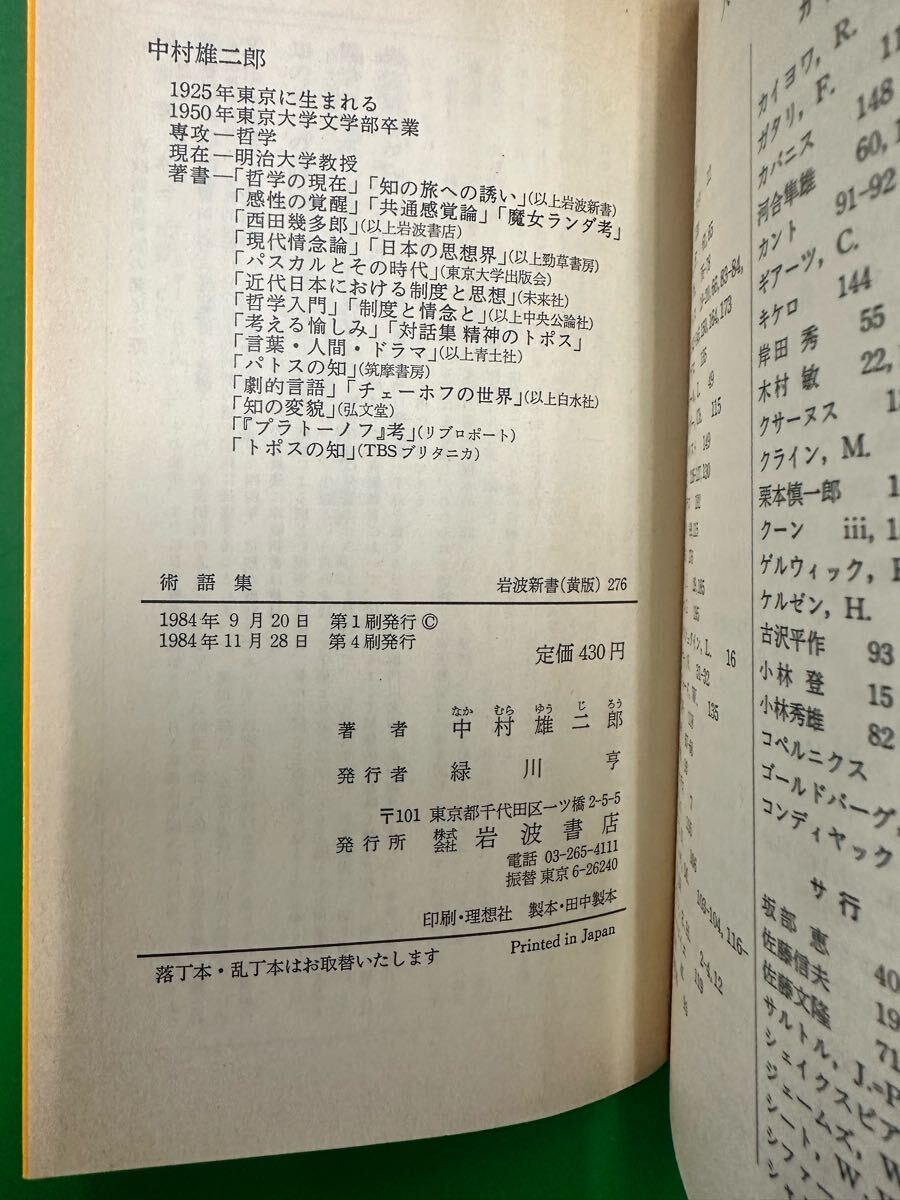 中村雄二郎
1925年東京に生まれる
1950年東京大学文学部卒業
専攻―哲学
現在―明治大学教授
著書―「哲学の現在」「知の旅への誘い」(以上岩波新書)
「感性の覚醒」「共通感覚論」「魔女ランダ考」
「西田幾多郎」(以上岩波書店)
「現代情念論」「日本の思想界」(以上勁草書房)
「パスカルとその時代」(東京大学出版会)
「近代日本における制度と思想」(未来社)
「哲学入門」「制度と情念と」(以上中央公論社)
「考える愉しみ」「対話集 精神のトポス」
「言葉・人間・ドラマ」(以上青土社)
「パトスの知」(筑摩書房)
「劇的言語」「チェーホフの世界」(以上白水社)
「知の変貌」(弘文堂)
「『プラトーノフ』考」(リブロポート)
「トポスの知」(TBSブリタニカ)
術語集 岩波新書(黄版) 276
1984年9月20日 第1刷発行 ©
1984年11月28日 第4刷発行
定価 430円
なか むら ゆう じ ろう
著者 中村雄二郎
発行者 緑川亨
〒101 東京都千代田区一ツ橋2-5-5
発行所 株式会社 岩波書店
電話 03-265-4111
振替 東京 6-26240
印刷・理想社 製本・田中製本
落丁本・乱丁本はお取替いたします Printed in Japan
カイヨワ, R.
ガタリ, F. 148
カバニス 60,
河合隼雄
カント 91-92
ギアーツ, C.
キケロ 144
岸田秀 55
木村敏 22,
クサーヌス
クライン, M.
栗本慎一郎
クーン iii,
ゲルウィック,
ケルゼン, H.
古沢平作 93
小林登 15
小林秀雄 82
コペルニクス
ゴールドバーグ,
コンディヤック
サ行
坂部恵
佐藤信夫 40
佐藤文隆 19
サルトル, J.-P 71
シェイクスピア
ジェームズ, W